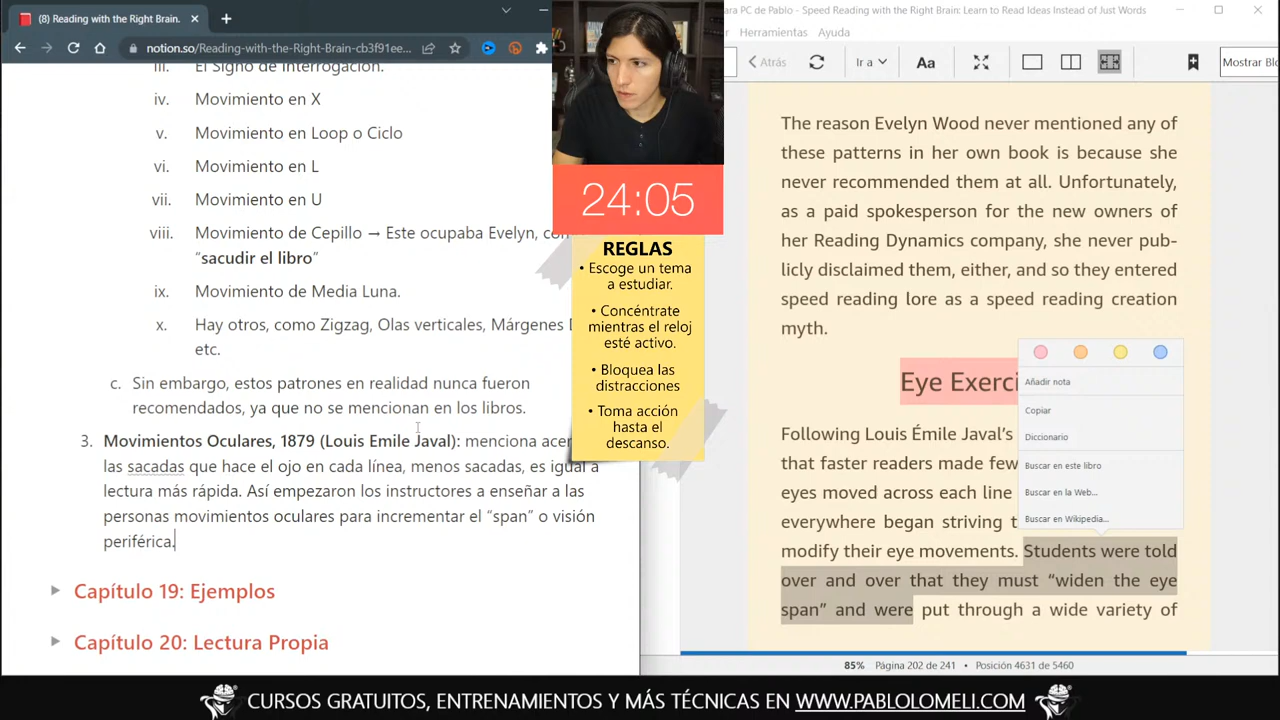 (8) Reading with the Right Brain.
notion.so/Reading-with-the-Right-Brain-cb3f91ee...
iii. El Signo de Interrogación.
iv. Movimiento en X
v. Movimiento en Loop o Ciclo
vi. Movimiento en L
vii. Movimiento en U
viii. Movimiento de Cepillo → Este ocupaba Evelyn, con
"sacudir el libro"
ix. Movimiento de Media Luna.
x. Hay otros, como Zigzag, Olas verticales, Márgenes
etc.
c. Sin embargo, estos patrones en realidad nunca fueron
recomendados, ya que no se mencionan en los libros.
3. Movimientos Oculares, 1879 (Louis Emile Javal): menciona acer
las sacadas que hace el ojo en cada línea, menos sacadas, es igual a
lectura más rápida. Así empezaron los instructores a enseñar a las
personas movimientos oculares para incrementar el "span" o visión
periférica.
Capítulo 19: Ejemplos
Capítulo 20: Lectura Propia
24:05
REGLAS
• Escoge un tema
a estudiar.
• Concéntrate
mientras el reloj
esté activo.
• Bloquea las
distracciones
• Toma acción
hasta el
descanso.
ara PC de Pablo - Speed Reading with the Right Brain: Learn to Read Ideas Instead of Just Words
Herramientas Ayuda
Atrás Ir a Aa Mostrar Blo
The reason Evelyn Wood never mentioned any of
these patterns in her own book is because she
never recommended them at all. Unfortunately,
as a paid spokesperson for the new owners of
her Reading Dynamics company, she never pub-
licly disclaimed them, either, and so they entered
speed reading lore as a speed reading creation
myth.
Eye Exerci
Following Louis Émile Javal's
that faster readers made few
eyes moved across each line
everywhere began striving t
modify their eye movements. Students were told
over and over that they must "widen the eye
span" and were put through a wide variety of
Añadir nota
Copiar
Diccionario
Buscar en este libro
Buscar en la Web...
Buscar en Wikipedia...
85% Página 202 de 241 • Posición 4631 de 5460
CURSOS GRATUITOS, ENTRENAMIENTOS Y MÁS TÉCNICAS EN WWW.PABLOLOMELI.COM